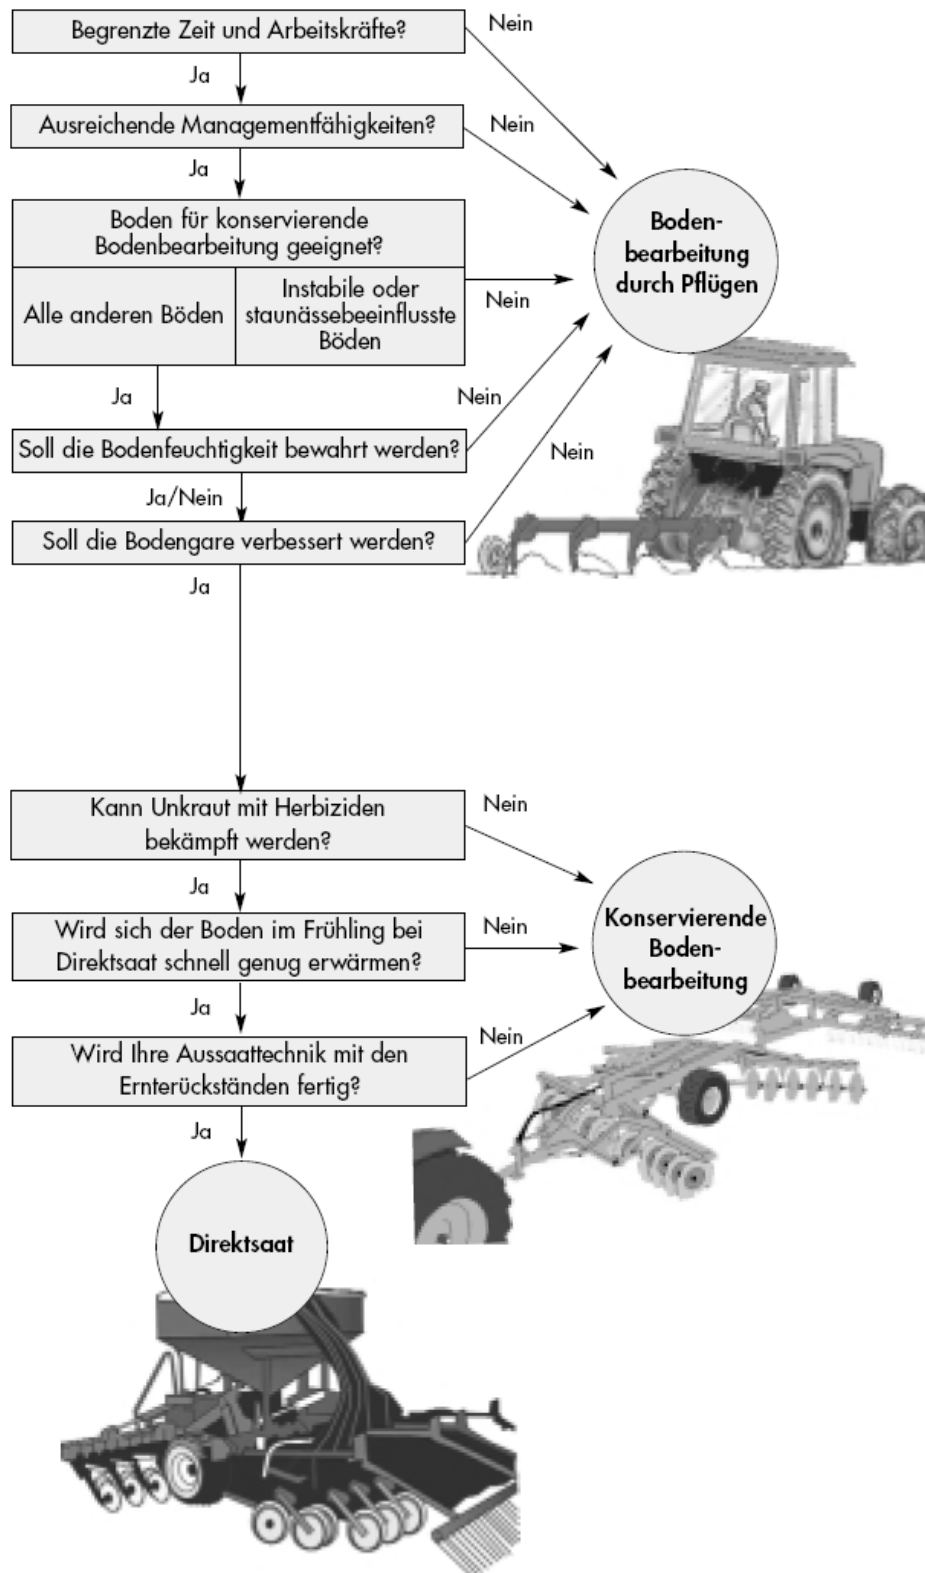 Begrenzte Zeit und Arbeitskräfte?
Nein
Ja
Ausreichende Managementfähigkeiten?
Nein
Ja
Boden für konservierende
Bodenbearbeitung geeignet?
Alle anderen Böden
Instabile oder
staunässebeeinflusste
Böden
Nein
Boden-
bearbeitung
durch Pflügen
Ja
Nein
Soll die Bodenfeuchtigkeit bewahrt werden?
Nein
Ja/Nein
Soll die Bodengare verbessert werden?
Ja
Kann Unkraut mit Herbiziden
bekämpft werden?
Nein
Ja
Wird sich der Boden im Frühling bei
Direktsaat schnell genug erwärmen?
Nein
Konservierende
Boden-
bearbeitung
Ja
Wird Ihre Aussaattechnik mit den
Ernterückständen fertig?
Nein
Ja
Direktsaat